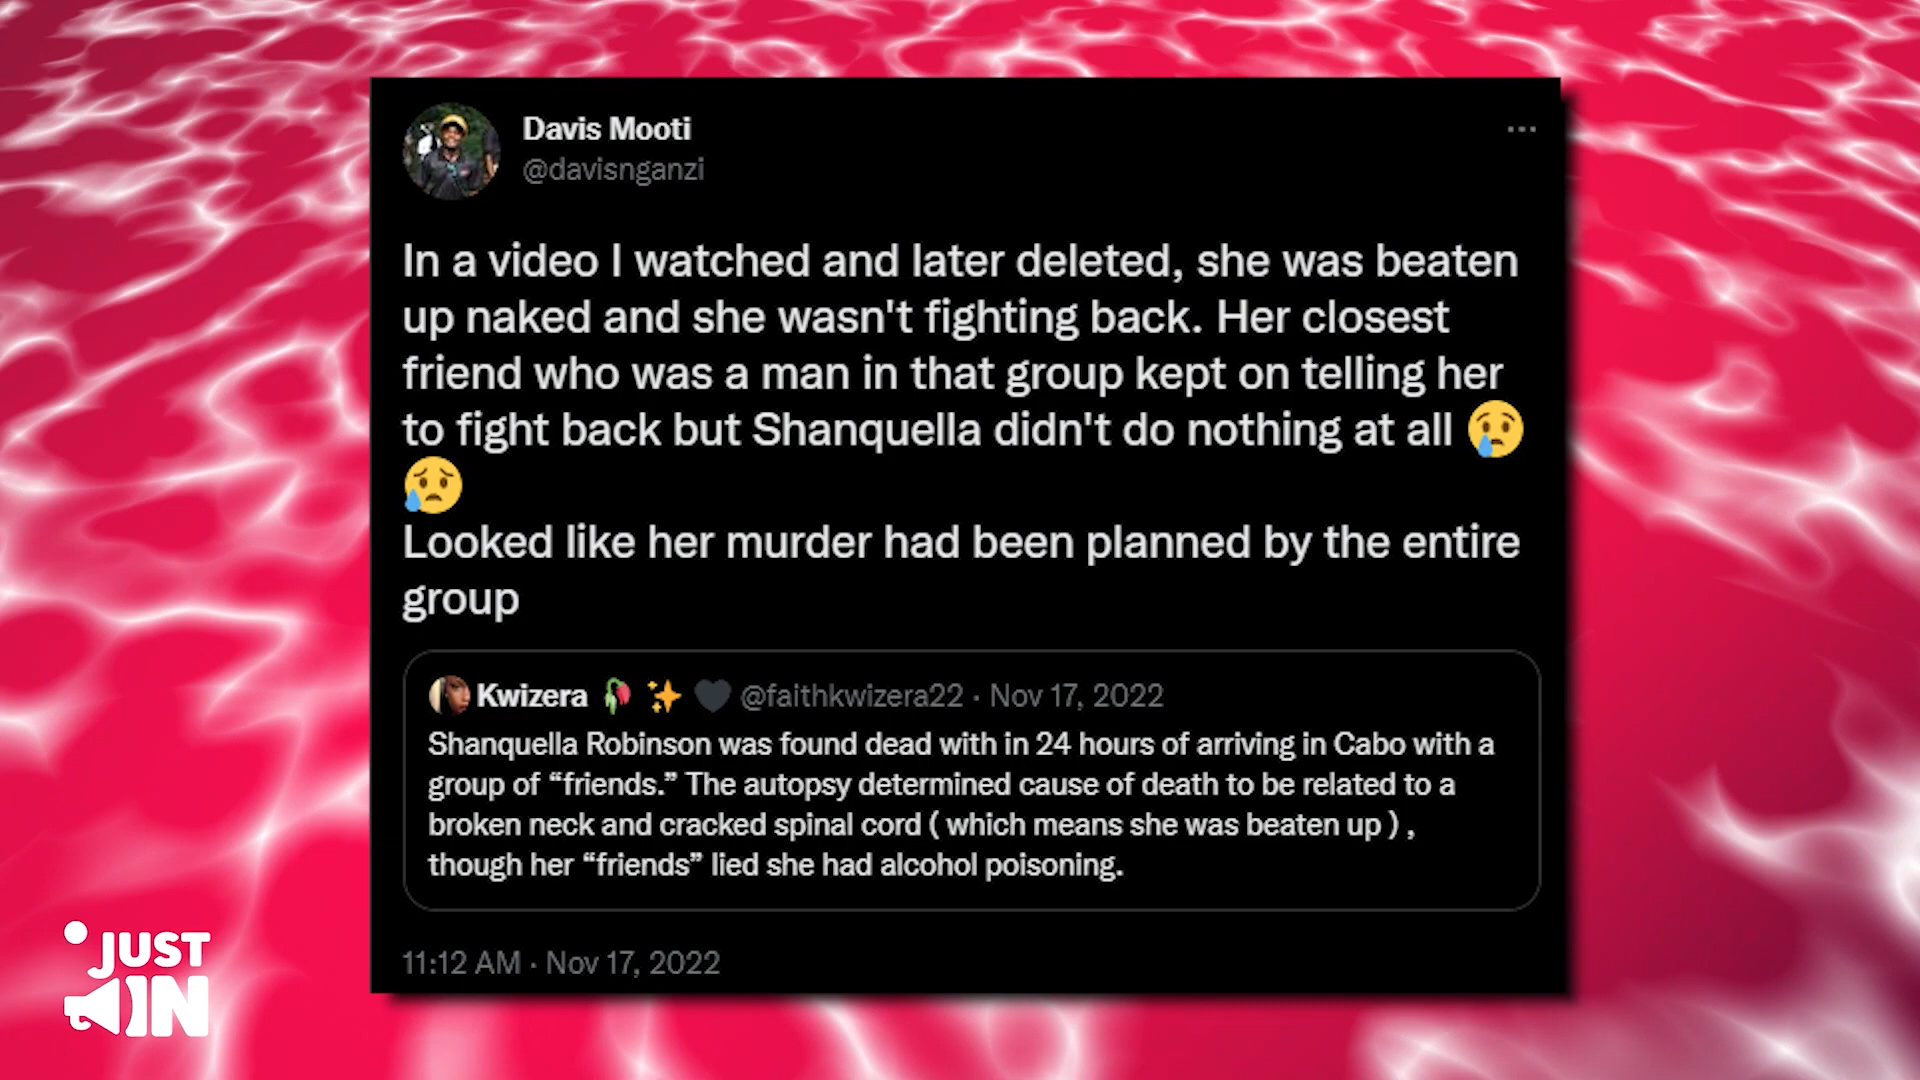 Davis Mooti
@davisnganzi
In a video I watched and later deleted, she was beaten
up naked and she wasn't fighting back. Her closest
friend who was a man in that group kept on telling her
to fight back but Shanquella didn't do nothing at all 😢
😥
Looked like her murder had been planned by the entire
group
Kwizera 🥀 ✨ 🖤 @faithkwizera22 · Nov 17, 2022
Shanquella Robinson was found dead with in 24 hours of arriving in Cabo with a
group of “friends.” The autopsy determined cause of death to be related to a
broken neck and cracked spinal cord ( which means she was beaten up ) ,
though her “friends” lied she had alcohol poisoning.
11:12 AM · Nov 17, 2022
JUST
IN